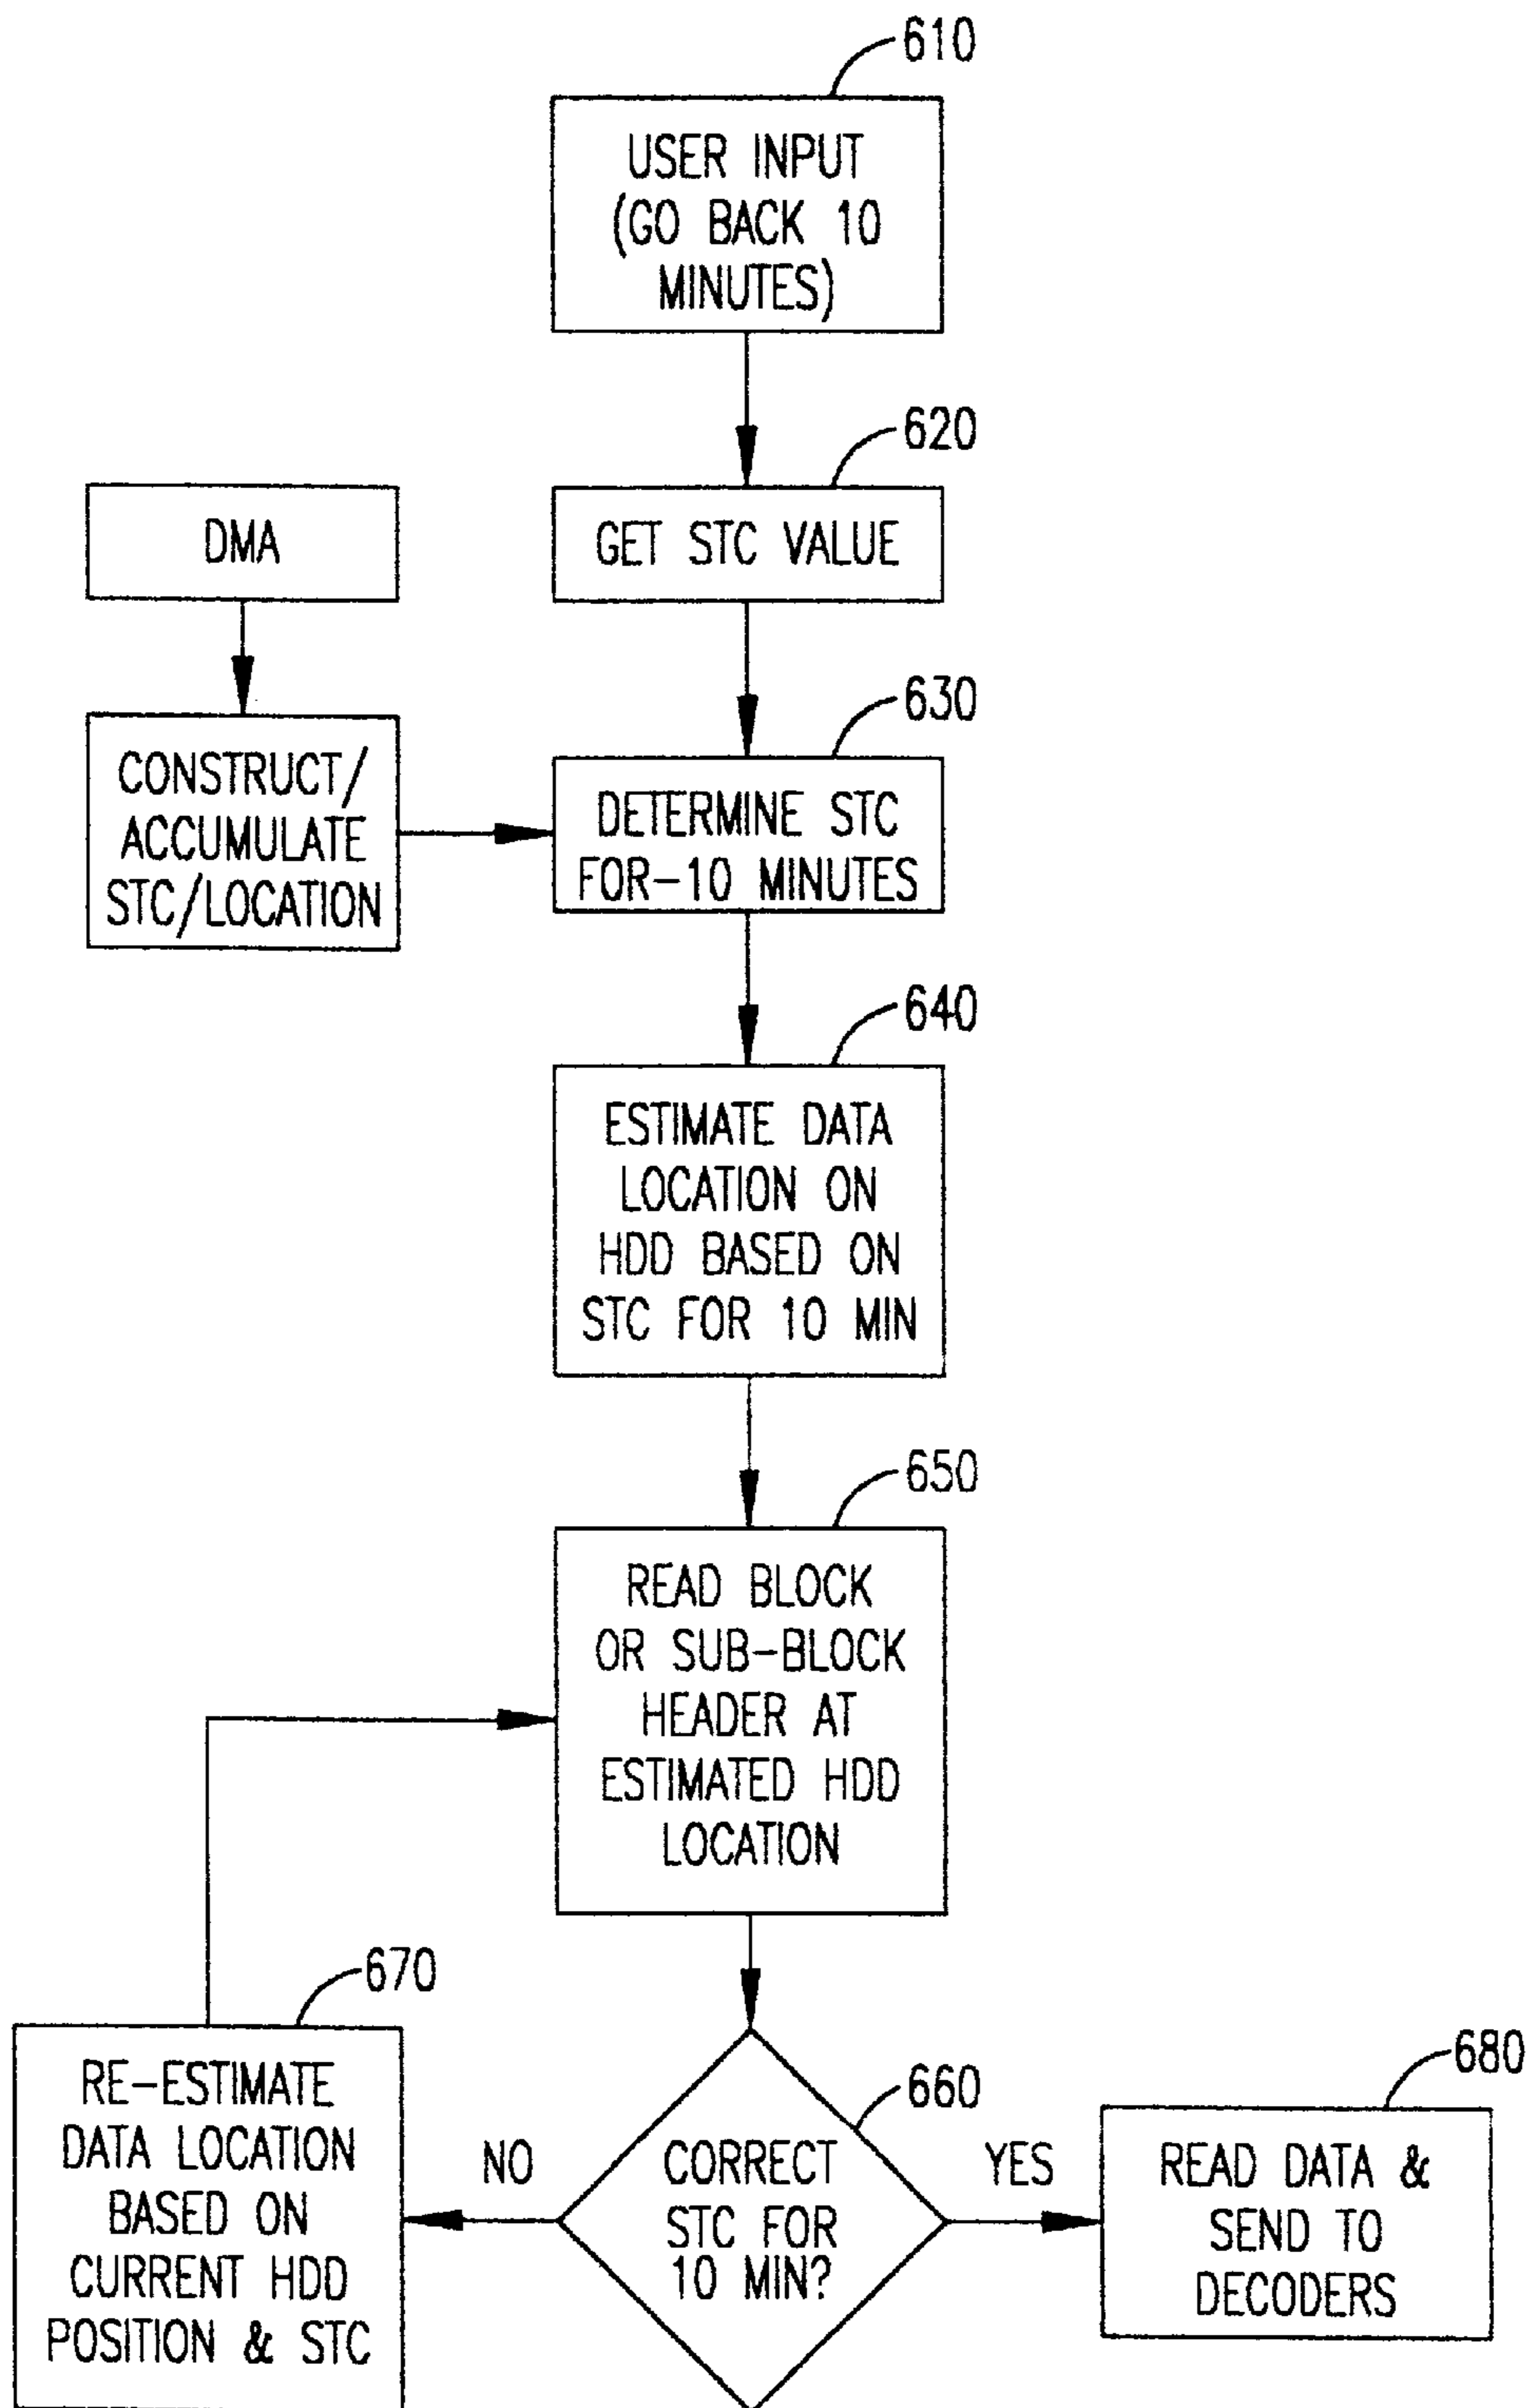 610
USER INPUT
(GO BACK 10
MINUTES)
620
DMA
GET STC VALUE
630
CONSTRUCT/
ACCUMULATE
STC/LOCATION
DETERMINE STC
FOR-10 MINUTES
640
ESTIMATE DATA
LOCATION ON
HDD BASED ON
STC FOR 10 MIN
650
READ BLOCK
OR SUB-BLOCK
HEADER AT
ESTIMATED HDD
LOCATION
670
RE-ESTIMATE
DATA LOCATION
BASED ON
CURRENT HDD
POSITION & STC
NO
660
CORRECT
STC FOR
10 MIN?
YES
680
READ DATA &
SEND TO
DECODERS